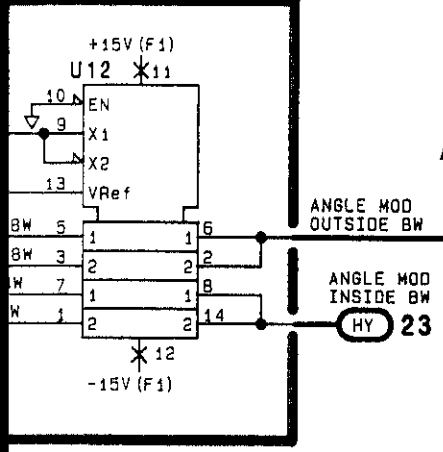 +15V (F1)
U12 11
10 EN
9 X1
X2
13 VRef
BW 5 1 1 6
BW 3 2 2 2
W 7 1 1 8
W 1 2 2 14
12
-15V (F1)
ANGLE MOD
OUTSIDE BW
ANGLE MOD
INSIDE BW
HY 23